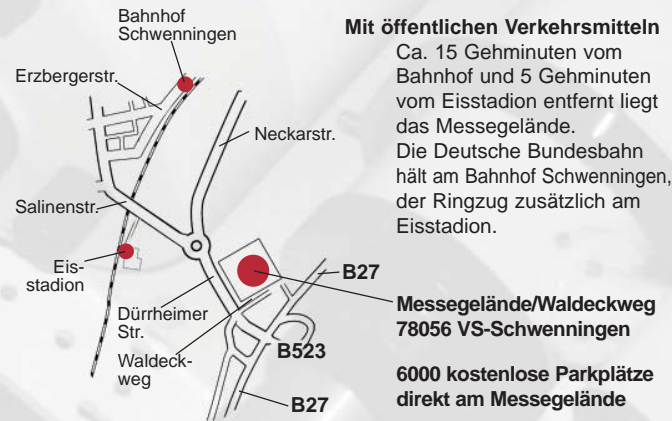 Bahnhof
Schwenningen
Erzbergerstr.
Neckarstr.
Salinenstr.
Eis-
stadion
Dürrheimer
Str.
Waldeck-
weg
B27
B523
B27
Mit öffentlichen Verkehrsmitteln
Ca. 15 Gehminuten vom
Bahnhof und 5 Gehminuten
vom Eisstadion entfernt liegt
das Messegelände.
Die Deutsche Bundesbahn
hält am Bahnhof Schwenningen,
der Ringzug zusätzlich am
Eisstadion.
Messegelände/Waldeckweg
78056 VS-Schwenningen
6000 kostenlose Parkplätze
direkt am Messegelände